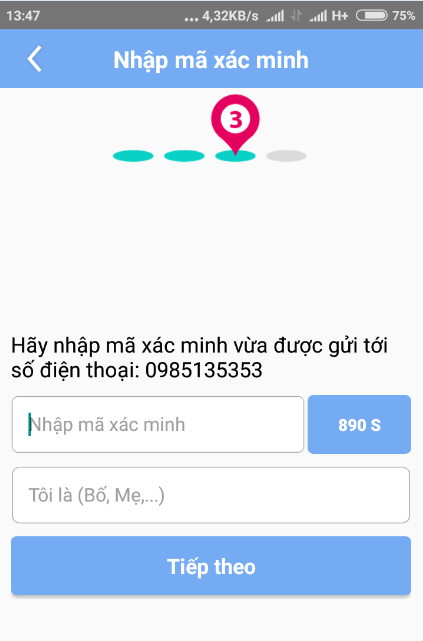 13:47 ... 4,32KB/s H+ 75%
Nhập mã xác minh
3
Hãy nhập mã xác minh vừa được gửi tới
số điện thoại: 0985135353
Nhập mã xác minh 890 S
Tôi là (Bố, Mẹ,...)
Tiếp theo